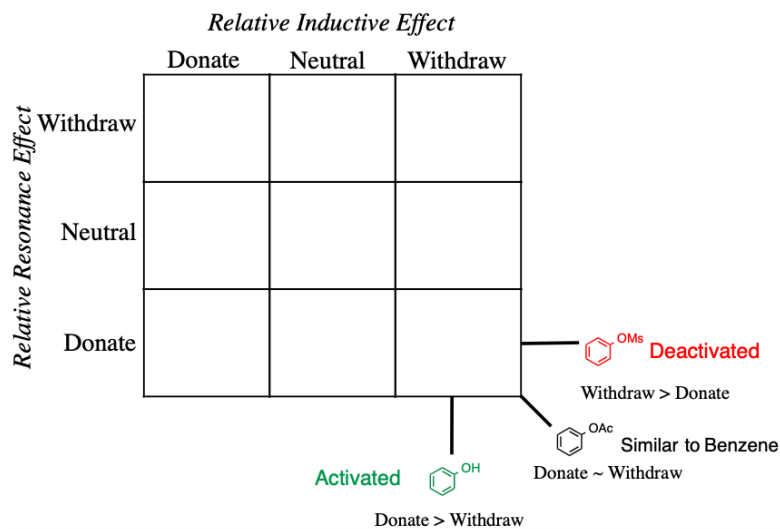 Relative Inductive Effect
Donate Neutral Withdraw
Relative Resonance Effect
Withdraw
Neutral
Donate
OMs Deactivated
Withdraw > Donate
OAc Similar to Benzene
Donate ~ Withdraw
Activated OH
Donate > Withdraw